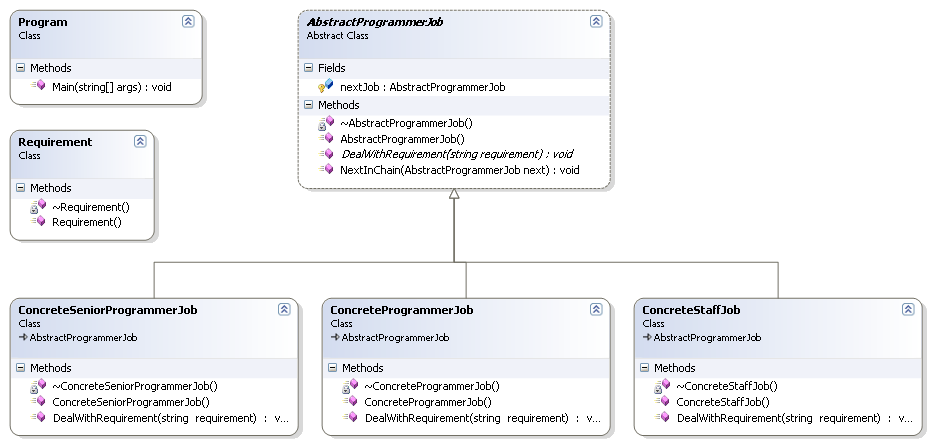 Program
Class
Methods
Main(string[] args) : void
Requirement
Class
Methods
~Requirement()
Requirement()
AbstractProgrammerJob
Abstract Class
Fields
nextJob : AbstractProgrammerJob
Methods
~AbstractProgrammerJob()
AbstractProgrammerJob()
DealWithRequirement(string requirement) : void
NextInChain(AbstractProgrammerJob next) : void
ConcreteSeniorProgrammerJob
Class
AbstractProgrammerJob
Methods
~ConcreteSeniorProgrammerJob()
ConcreteSeniorProgrammerJob()
DealWithRequirement(string requirement) : v...
ConcreteProgrammerJob
Class
AbstractProgrammerJob
Methods
~ConcreteProgrammerJob()
ConcreteProgrammerJob()
DealWithRequirement(string requirement) : v...
ConcreteStaffJob
Class
AbstractProgrammerJob
Methods
~ConcreteStaffJob()
ConcreteStaffJob()
DealWithRequirement(string requirement) : v...